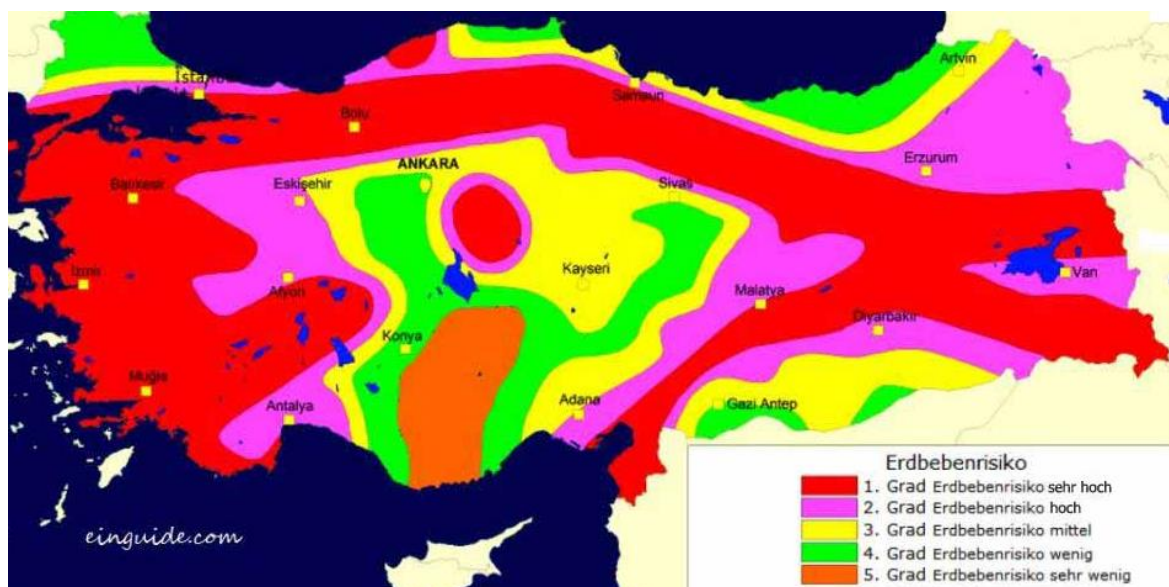 Artvin
Samsun
Bolu
Erzurum
ANKARA
Balıkesir
Eskişehir
Sivas
Kayseri
Van
Izmir
Afyon
Malatya
Diyarbakır
Konya
Muğla
Antalya
Adana
Gazi Antep
Erdbebenrisiko
1. Grad Erdbebenrisiko sehr hoch
2. Grad Erdbebenrisiko hoch
3. Grad Erdbebenrisiko mittel
4. Grad Erdbebenrisiko wenig
5. Grad Erdbebenrisiko sehr wenig
einguide.com